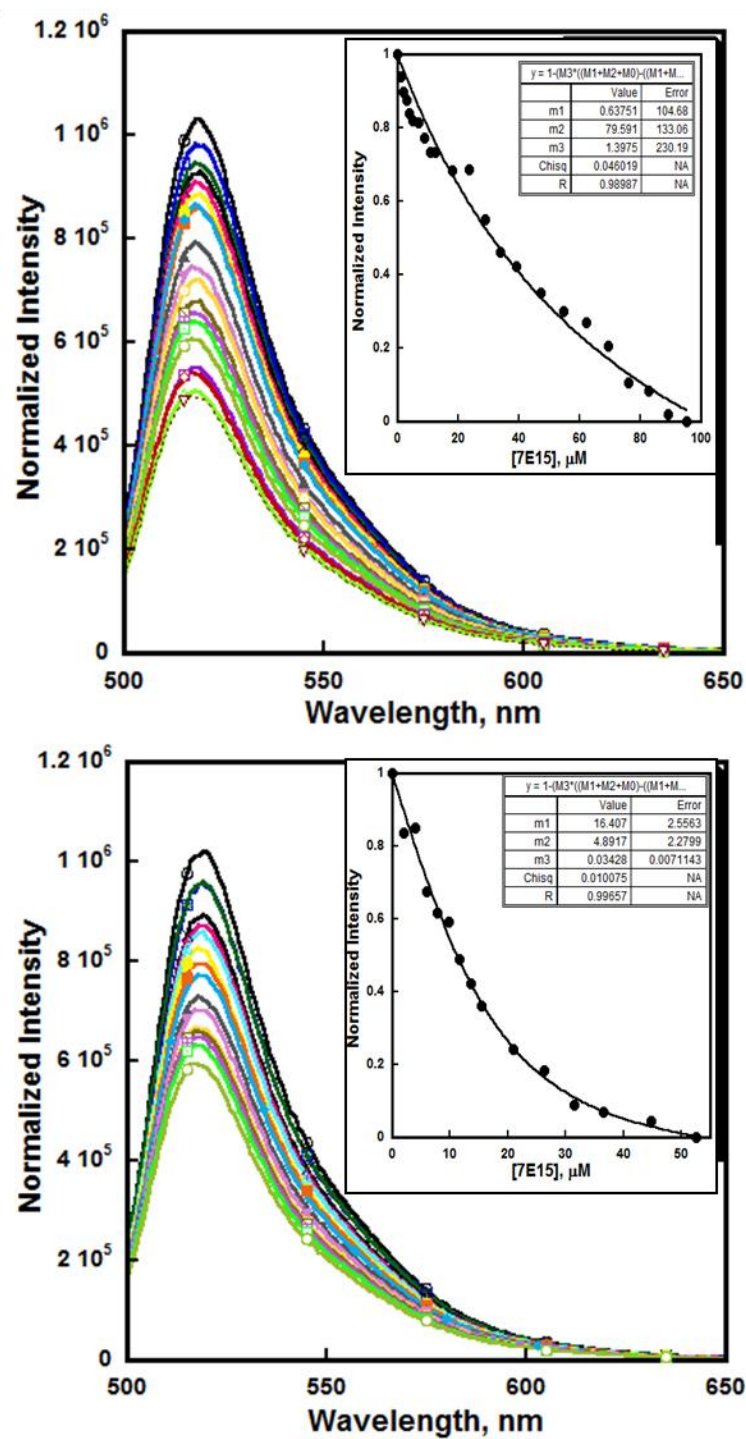 1.2 10⁶
1 10⁶
8 10⁵
6 10⁵
4 10⁵
2 10⁵
0
Normalized Intensity
500
550
600
650
Wavelength, nm
1
0.8
0.6
0.4
0.2
0
Normalized Intensity
0
20
40
60
80
100
[7E15], μM
y = 1-(M3*((M1+M2+M0)-((M1+M...
Value Error
m1 0.63751 104.68
m2 79.591 133.06
m3 1.3975 230.19
Chisq 0.046019 NA
R 0.98987 NA
1.2 10⁶
1 10⁶
8 10⁵
6 10⁵
4 10⁵
2 10⁵
0
Normalized Intensity
500
550
600
650
Wavelength, nm
1
0.8
0.6
0.4
0.2
0
Normalized Intensity
0
10
20
30
40
50
[7E15], μM
y = 1-(M3*((M1+M2+M0)-((M1+M...
Value Error
m1 16.407 2.5563
m2 4.8917 2.2799
m3 0.03428 0.0071143
Chisq 0.010075 NA
R 0.99657 NA